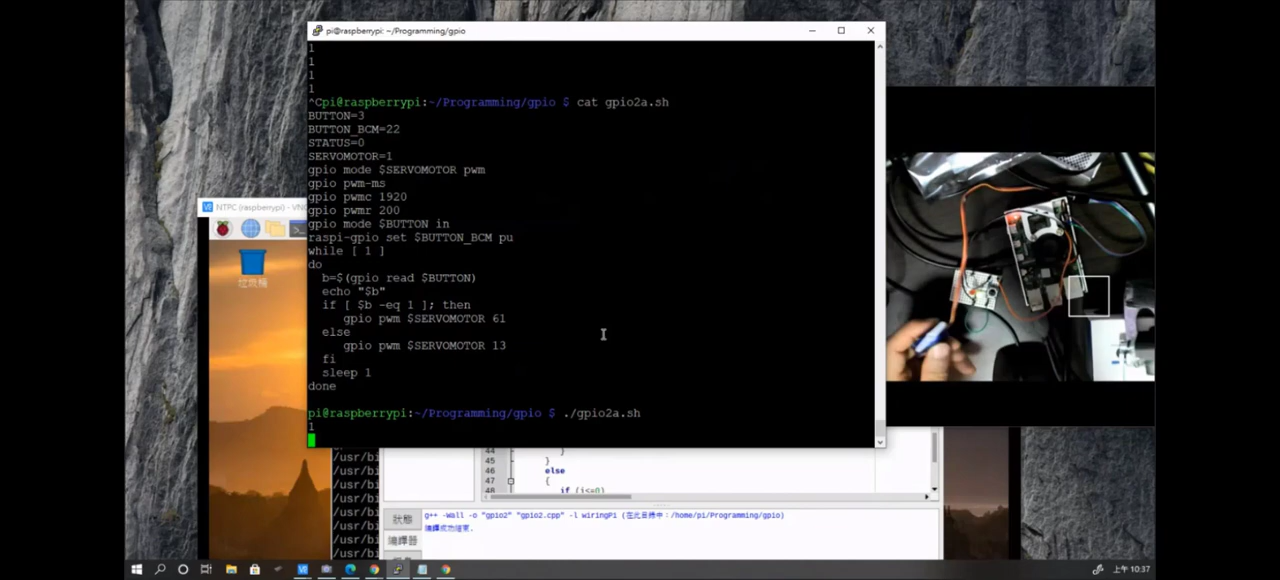 pi@raspberrypi: ~/Programming/gpio
1
1
1
1
^Cpi@raspberrypi:~/Programming/gpio $ cat gpio2a.sh
BUTTON=3
BUTTON_BCM=22
STATUS=0
SERVOMOTOR=1
gpio mode $SERVOMOTOR pwm
gpio pwm-ms
gpio pwmc 1920
gpio pwmr 200
gpio mode $BUTTON in
raspi-gpio set $BUTTON_BCM pu
while [ 1 ]
do
  b=$(gpio read $BUTTON)
  echo "$b"
  if [ $b -eq 1 ]; then
     gpio pwm $SERVOMOTOR 61
  else
     gpio pwm $SERVOMOTOR 13
  fi
  sleep 1
done
pi@raspberrypi:~/Programming/gpio $ ./gpio2a.sh
1
NTPC (raspberrypi) - VN
垃圾桶
/usr/bi
/usr/bi
/usr/bi
/usr/bi
/usr/bi
/usr/bi
/usr/bi
/usr/bi
44 }
45 }
46 else
47 {
48 if (i<=0)
狀態
編譯器
g++ -Wall -o "gpio2" "gpio2.cpp" -l wiringPi (在此目錄中：/home/pi/Programming/gpio)
編譯成功結束.
上午 10:37